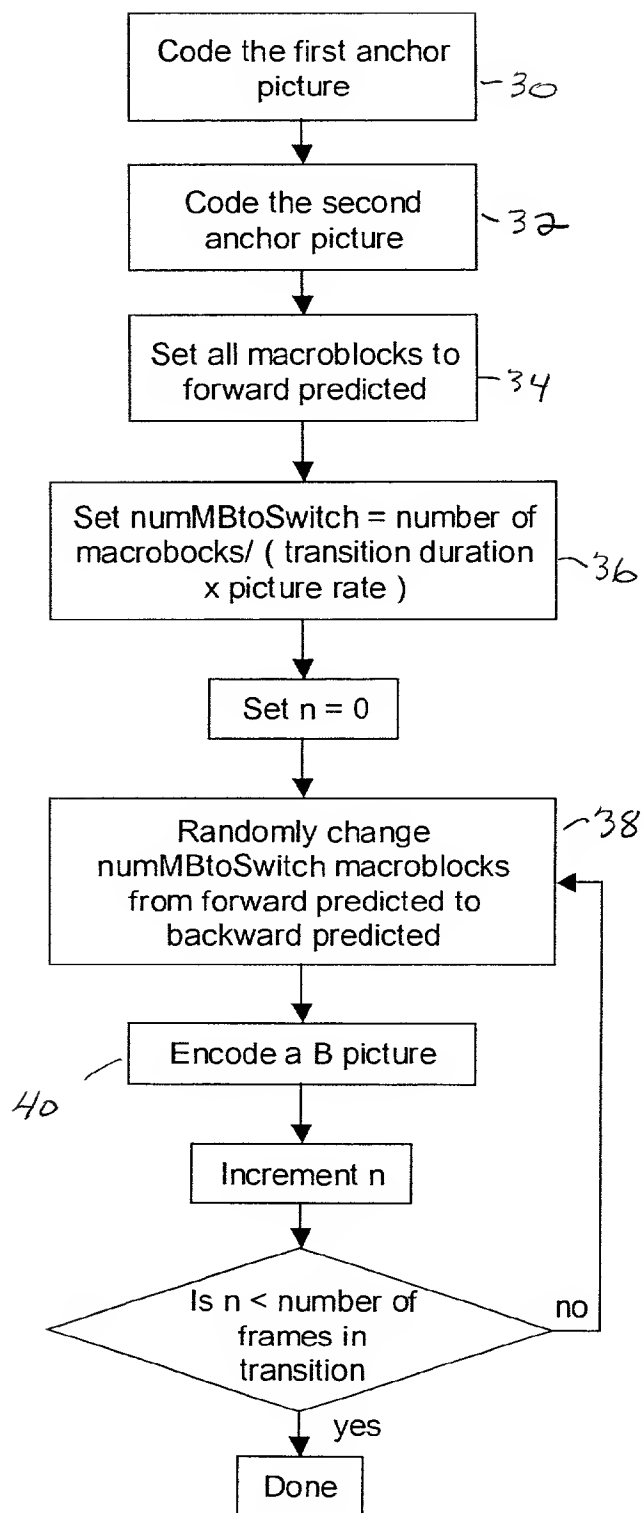 Code the first anchor
picture
30
Code the second
anchor picture
32
Set all macroblocks to
forward predicted
34
Set numMBtoSwitch = number of
macrobocks/ ( transition duration
x picture rate )
36
Set n = 0
Randomly change
numMBtoSwitch macroblocks
from forward predicted to
backward predicted
38
Encode a B picture
40
Increment n
Is n < number of
frames in
transition
no
yes
Done